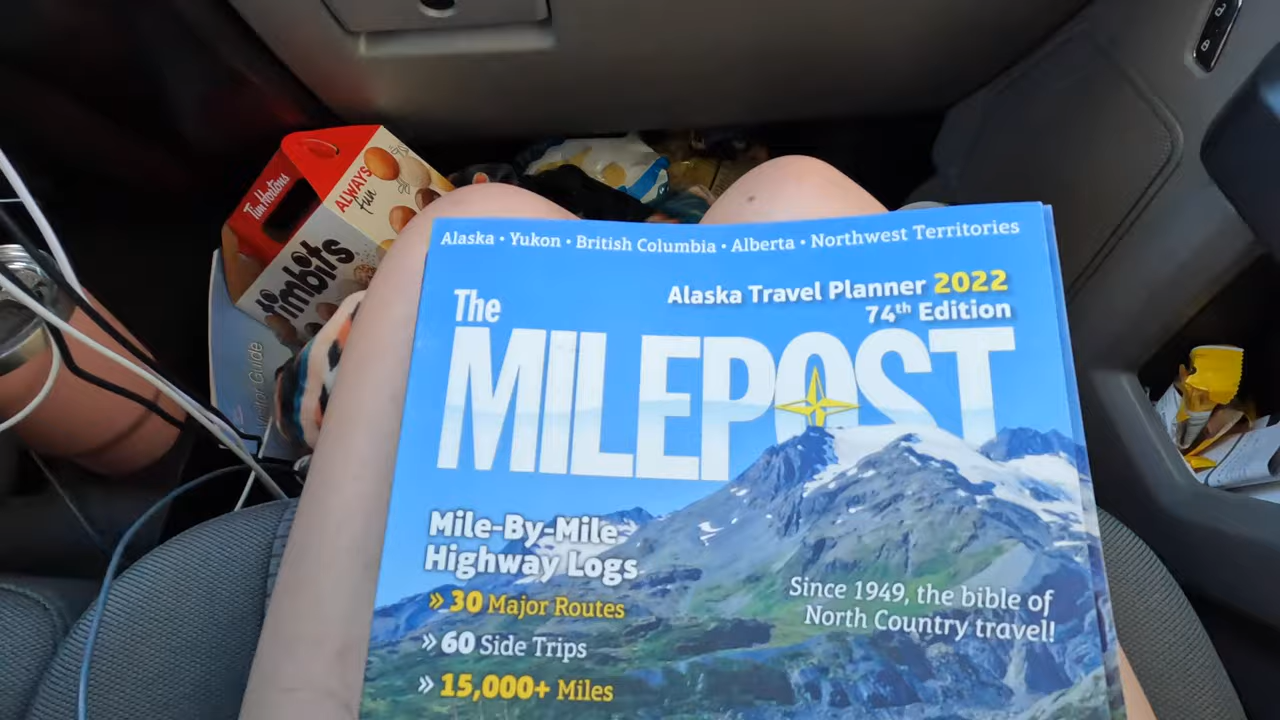 Tim Hortons
ALWAYS
fun
timbits
Visitor Guide
Alaska • Yukon • British Columbia • Alberta • Northwest Territories
Alaska Travel Planner 2022
74th Edition
The
MILEPOST
Mile-By-Mile
Highway Logs
» 30 Major Routes
» 60 Side Trips
» 15,000+ Miles
Since 1949, the bible of
North Country travel!